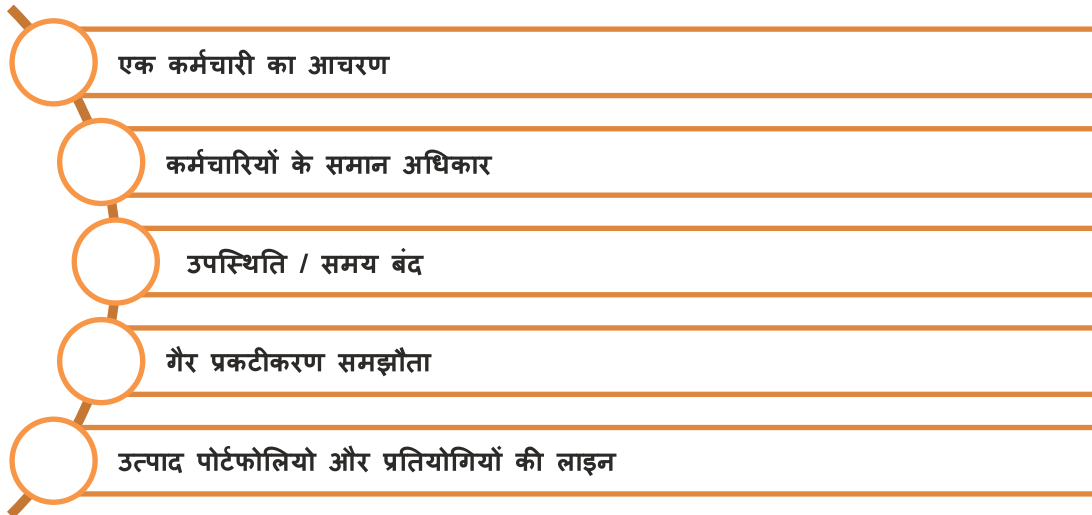 एक कर्मचारी का आचरण
कर्मचारियों के समान अधिकार
उपस्थिति / समय बंद
गैर प्रकटीकरण समझौता
उत्पाद पोर्टफोलियो और प्रतियोगियों की लाइन